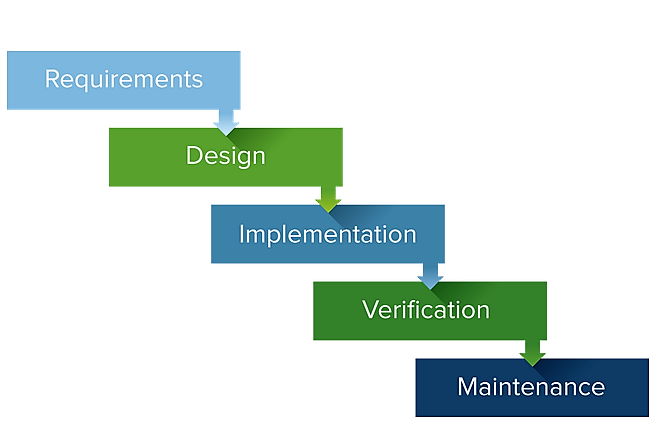 Requirements
Design
Implementation
Verification
Maintenance